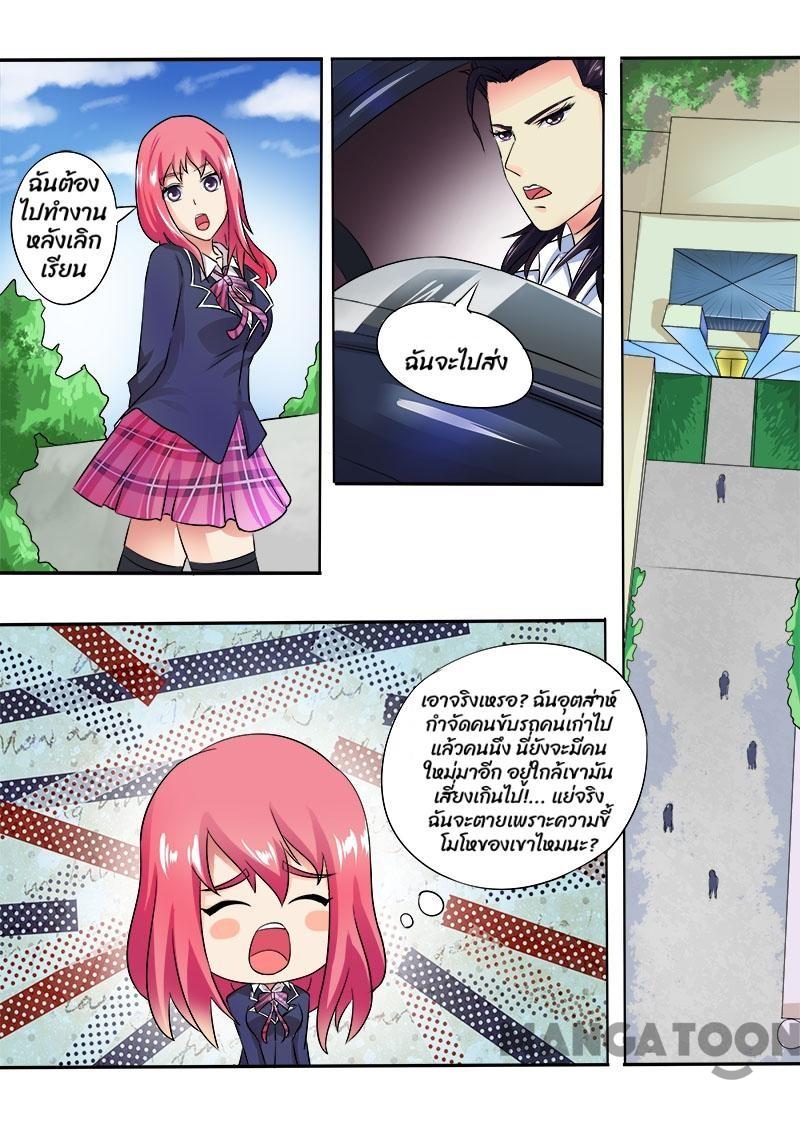 ฉันต้อง
ไปทำงาน
หลังเลิก
เรียน
ฉันจะไปส่ง
เอาจริงเหรอ? ฉันอุตส่าห์
กำจัดคนขับรถคนเก่าไป
แล้วคนนึง นี่ยังจะมีคน
ใหม่มาอีก อยู่ใกล้เขามัน
เสี่ยงเกินไป!... แย่จริง
ฉันจะตายเพราะความขี้
โมโหของเขาไหมนะ?
MANGATOON